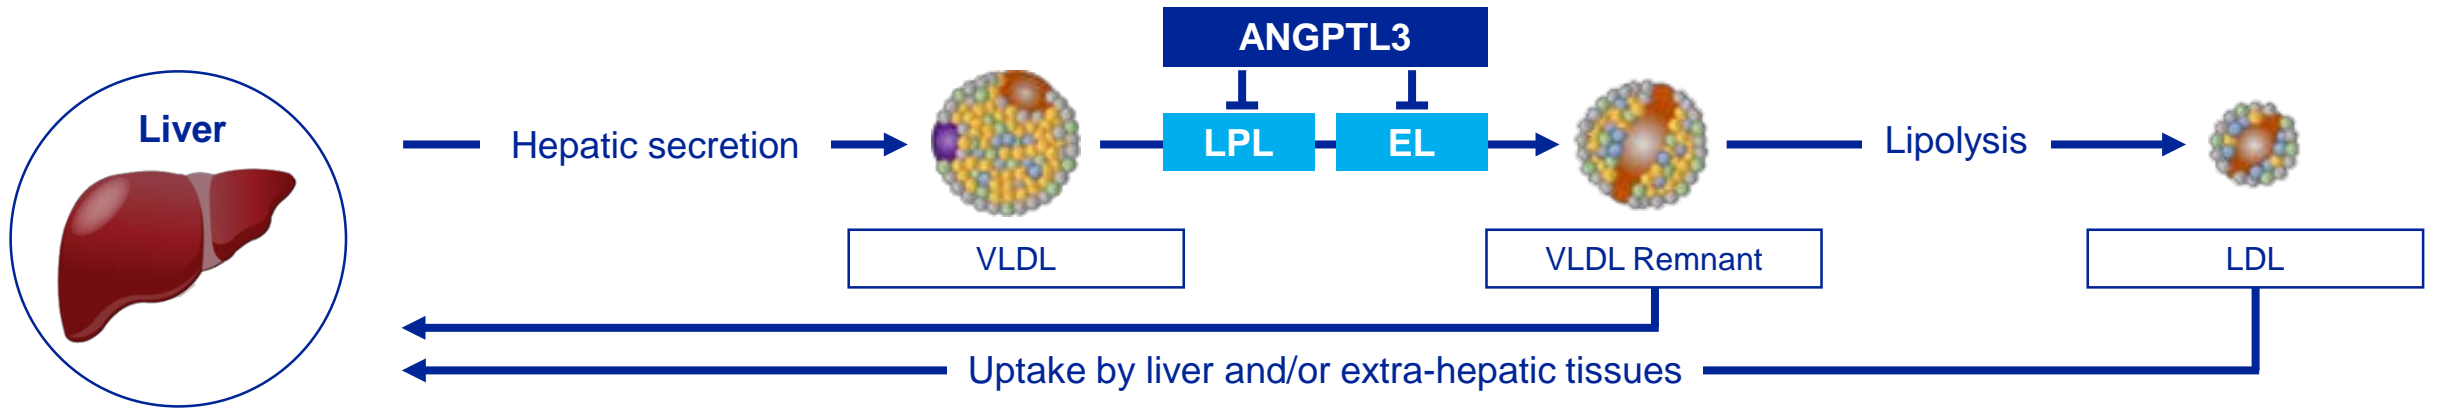 ANGPTL3
Liver
Hepatic secretion
LPL
EL
Lipolysis
VLDL
VLDL Remnant
LDL
Uptake by liver and/or extra-hepatic tissues